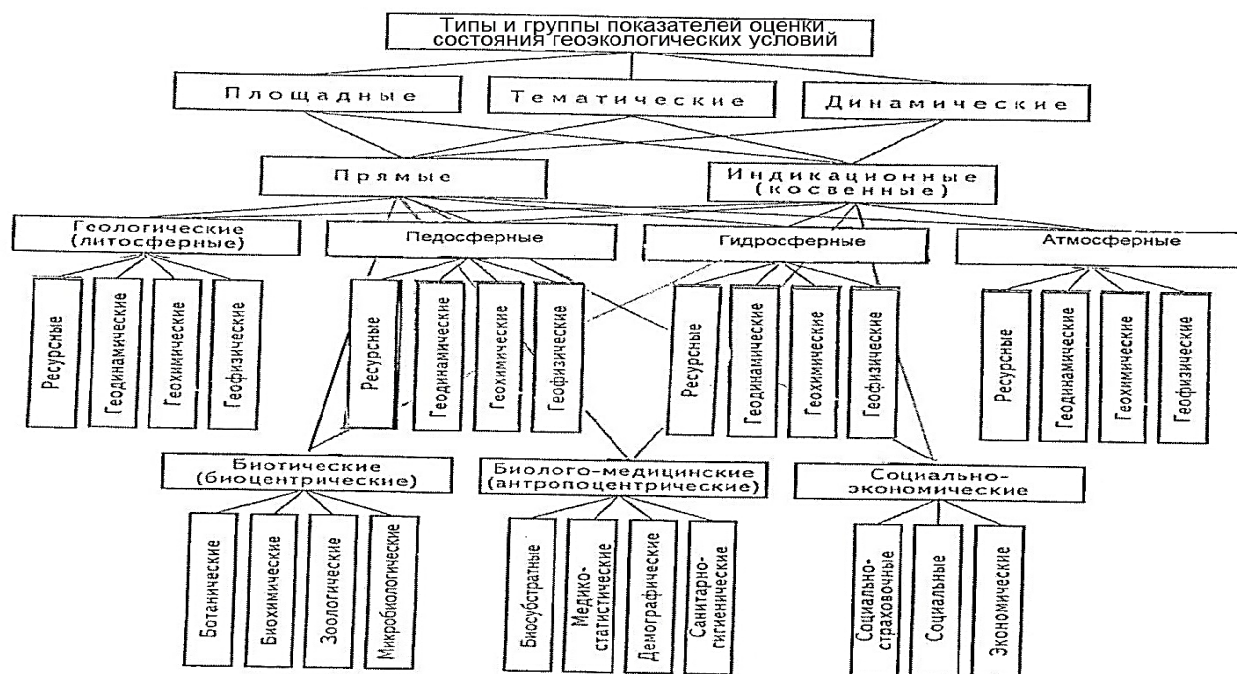 Типы и группы показателей оценки
состояния геоэкологических условий
Площадные
Тематические
Динамические
Прямые
Индикационные
(косвенные)
Геологические
(литосферные)
Педосферные
Гидросферные
Атмосферные
Ресурсные
Геодинамические
Геохимические
Геофизические
Ресурсные
Геодинамические
Геохимические
Геофизические
Ресурсные
Геодинамические
Геохимические
Геофизические
Ресурсные
Геодинамические
Геохимические
Геофизические
Биотические
(биоцентрические)
Биолого-медицинские
(антропоцентрические)
Социально-
экономические
Ботанические
Биохимические
Зоологические
Микробиологические
Биосубстратные
Медико-
статистические
Демографические
Санитарно-
гигиенические
Социально-
страховочные
Социальные
Экономические